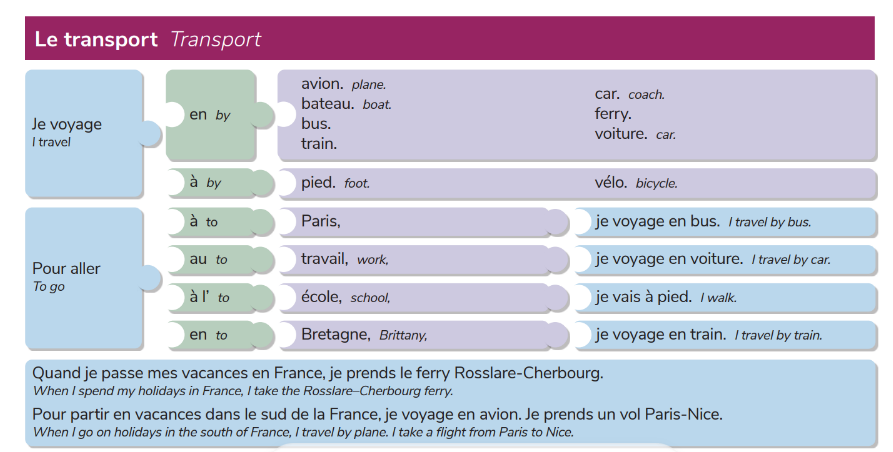 Le transport Transport
Je voyage
I travel
en by
avion. plane.
bateau. boat.
bus.
train.
car. coach.
ferry.
voiture. car.
à by
pied. foot.
vélo. bicycle.
Pour aller
To go
à to
Paris,
je voyage en bus. I travel by bus.
au to
travail, work,
je voyage en voiture. I travel by car.
à l' to
école, school,
je vais à pied. I walk.
en to
Bretagne, Brittany,
je voyage en train. I travel by train.
Quand je passe mes vacances en France, je prends le ferry Rosslare-Cherbourg.
When I spend my holidays in France, I take the Rosslare–Cherbourg ferry.
Pour partir en vacances dans le sud de la France, je voyage en avion. Je prends un vol Paris-Nice.
When I go on holidays in the south of France, I travel by plane. I take a flight from Paris to Nice.